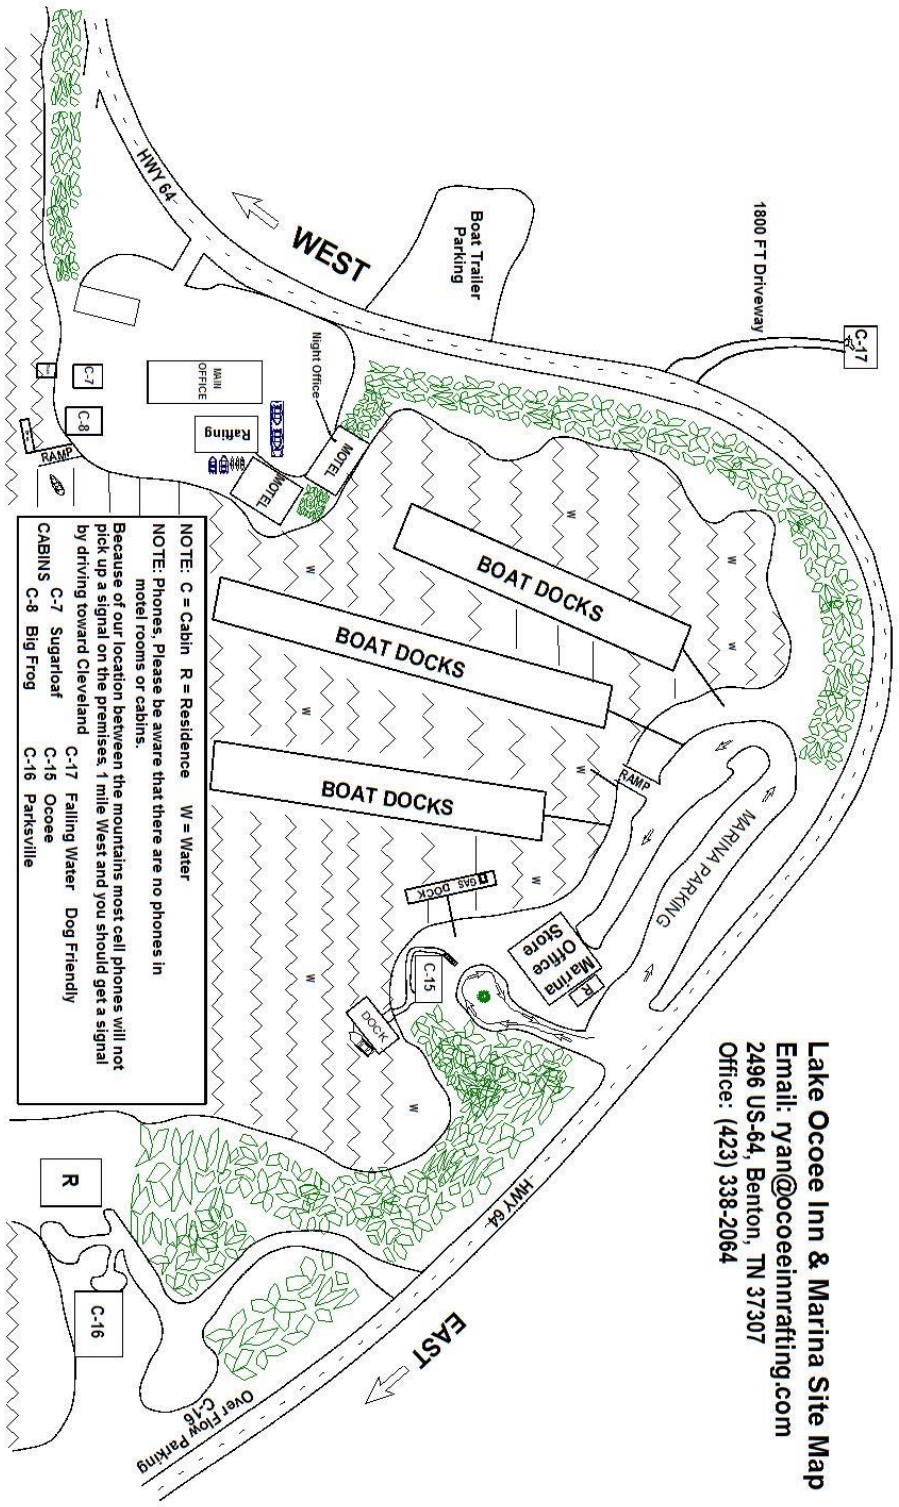 Lake Ocoee Inn & Marina Site Map
Email: ryan@ocoeeinnrafting.com
2496 US-64, Benton, TN 37307
Office: (423) 338-2064
C-17
1800 FT Driveway
Boat Trailer
Parking
WEST
HWY 64
Night Office
MAIN
OFFICE
Rafting
MOTEL
MOTEL
C-7
C-8
RAMP
W
W
W
BOAT DOCKS
W
BOAT DOCKS
W
BOAT DOCKS
W
RAMP
W
MARINA PARKING
GAS DOCK
Marina
Office
Store
R
C-15
DOCK
W
W
HWY 64
EAST
R
C-16
Over Flow Parking
C-16
NOTE: C = Cabin R = Residence W = Water
NOTE: Phones, Please be aware that there are no phones in
motel rooms or cabins.
Because of our location between the mountains most cell phones will not
pick up a signal on the premises, 1 mile West and you should get a signal
by driving toward Cleveland
C-17 Falling Water Dog Friendly
CABINS C-7 Sugarloaf C-15 Ocoee
C-8 Big Frog C-16 Parksville